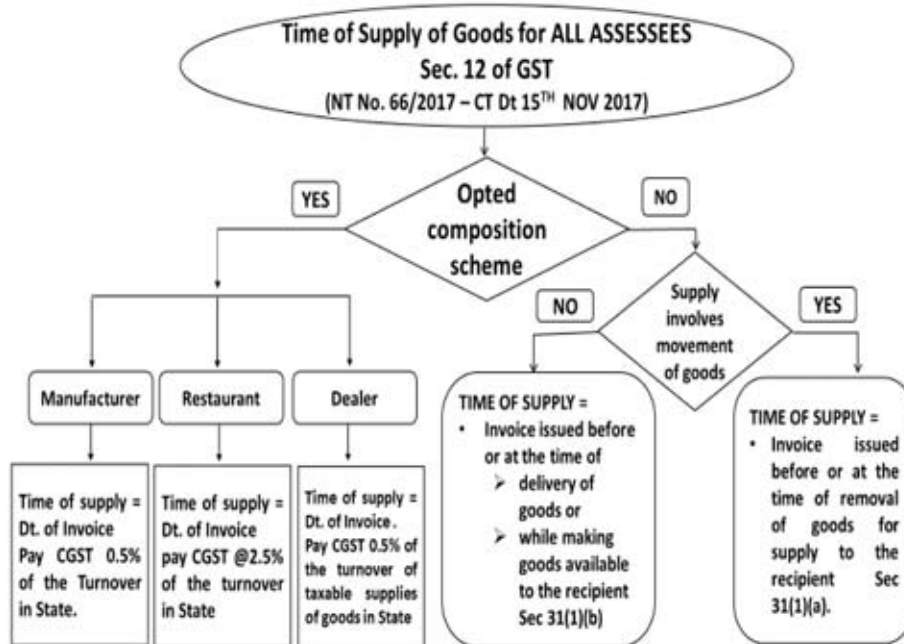 Time of Supply of Goods for ALL ASSESSEES
Sec. 12 of GST
(NT No. 66/2017 – CT Dt 15TH NOV 2017)
YES
Opted
composition
scheme
NO
NO
Supply
involves
movement
of goods
YES
Manufacturer
Restaurant
Dealer
Time of supply =
Dt. of Invoice
Pay CGST 0.5%
of the Turnover
in State.
Time of supply =
Dt. of Invoice
pay CGST @2.5%
of the turnover
in State
Time of supply =
Dt. of Invoice .
Pay CGST 0.5% of
the turnover of
taxable supplies
of goods in State
TIME OF SUPPLY =
• Invoice issued before
or at the time of
➢ delivery of
goods or
➢ while making
goods available
to the recipient
Sec 31(1)(b)
TIME OF SUPPLY =
• Invoice issued
before or at the
time of removal
of goods for
supply to the
recipient Sec
31(1)(a).